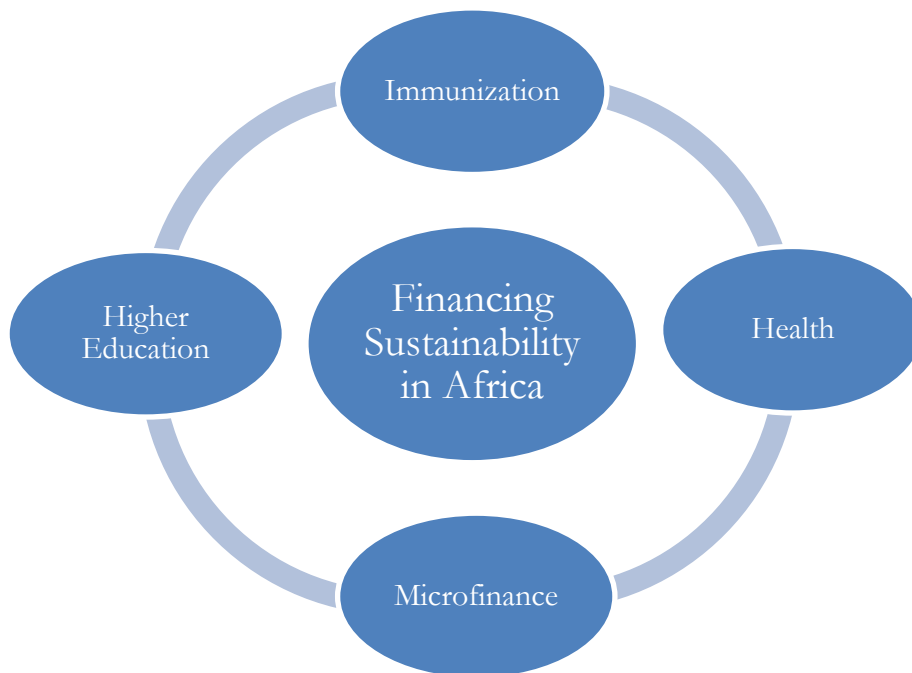 Immunization
Higher
Education
Financing
Sustainability
in Africa
Health
Microfinance